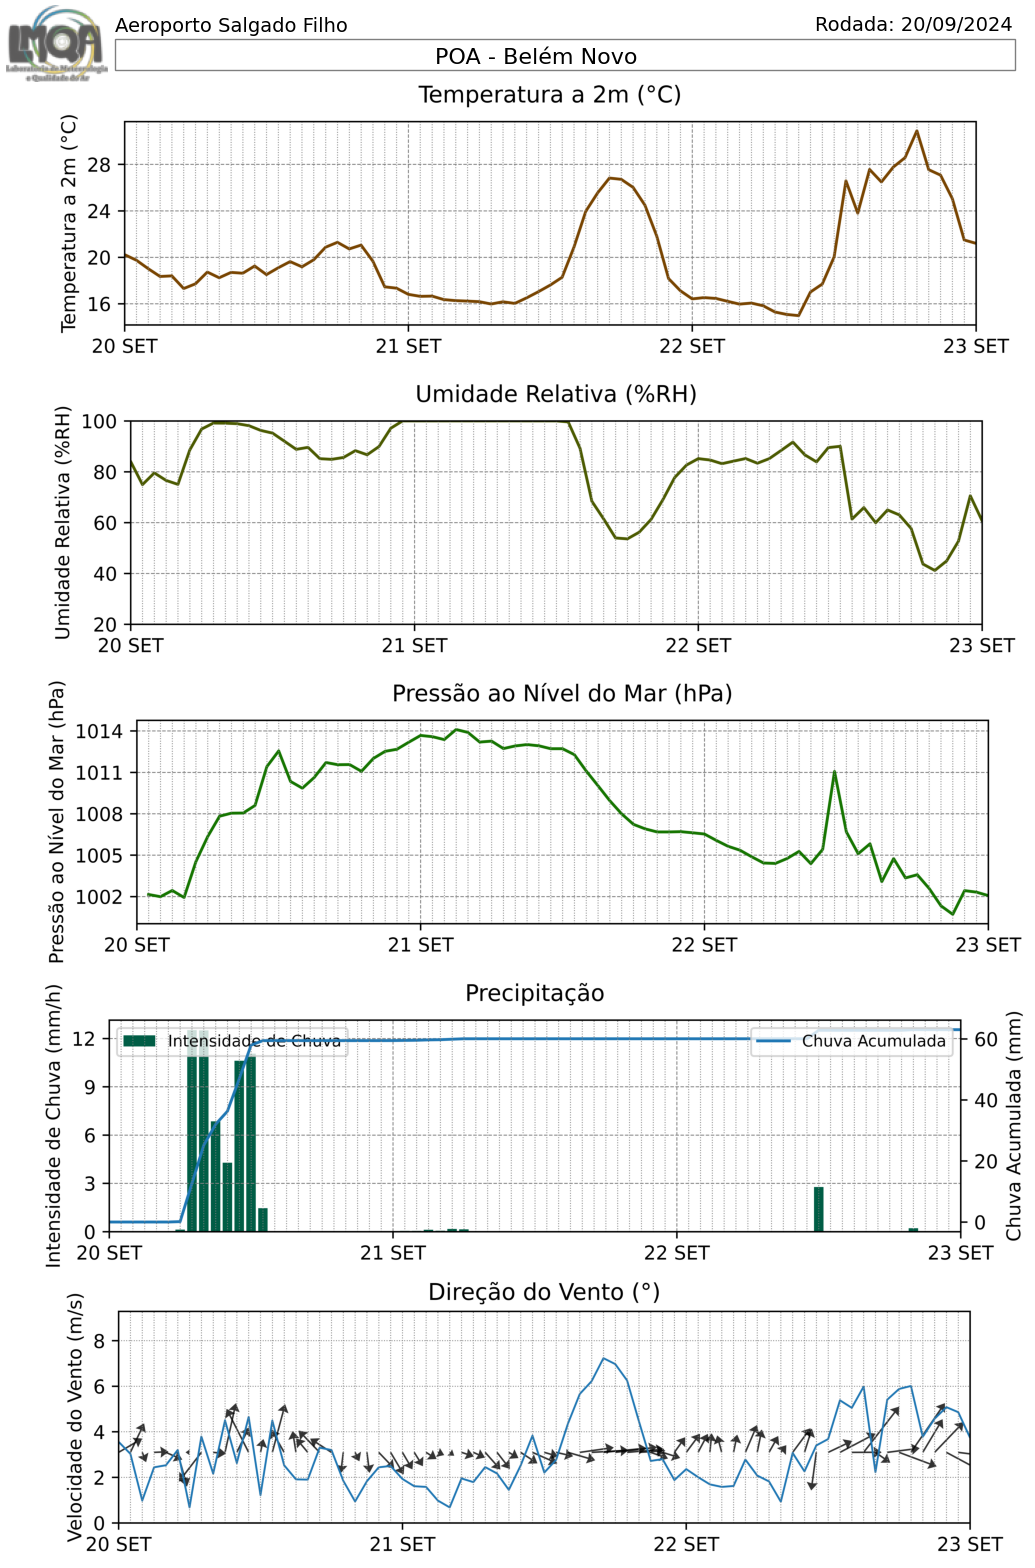 LMQA
Laboratório de Meteorologia
e Qualidade do Ar
Aeroporto Salgado Filho
Rodada: 20/09/2024
POA - Belém Novo
Temperatura a 2m (°C)
Temperatura a 2m (°C)
28
24
20
16
20 SET 21 SET 22 SET 23 SET
Umidade Relativa (%RH)
Umidade Relativa (%RH)
100
80
60
40
20
20 SET 21 SET 22 SET 23 SET
Pressão ao Nível do Mar (hPa)
Pressão ao Nível do Mar (hPa)
1014
1011
1008
1005
1002
20 SET 21 SET 22 SET 23 SET
Precipitação
Intensidade de Chuva (mm/h)
12
9
6
3
0
Intensidade de Chuva
Chuva Acumulada
60
40
20
0
Chuva Acumulada (mm)
20 SET 21 SET 22 SET 23 SET
Direção do Vento (°)
Velocidade do Vento (m/s)
8
6
4
2
0
20 SET 21 SET 22 SET 23 SET